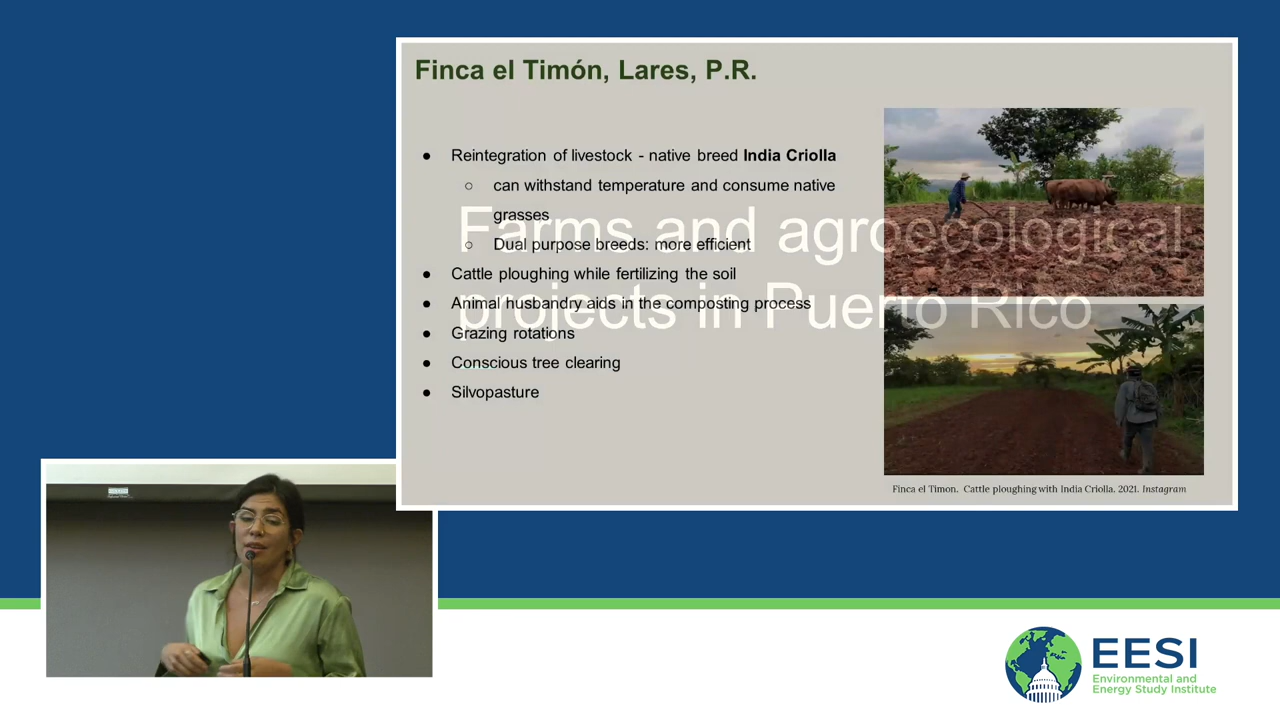 Finca el Timón, Lares, P.R.
● Reintegration of livestock - native breed India Criolla
○ can withstand temperature and consume native
grasses
○ Dual purpose breeds: more efficient
● Cattle ploughing while fertilizing the soil
● Animal husbandry aids in the composting process
● Grazing rotations
● Conscious tree clearing
● Silvopasture
Farms and agroecological
projects in Puerto Rico
Finca el Timon. Cattle ploughing with India Criolla. 2021. Instagram
EESI
Environmental and
Energy Study Institute